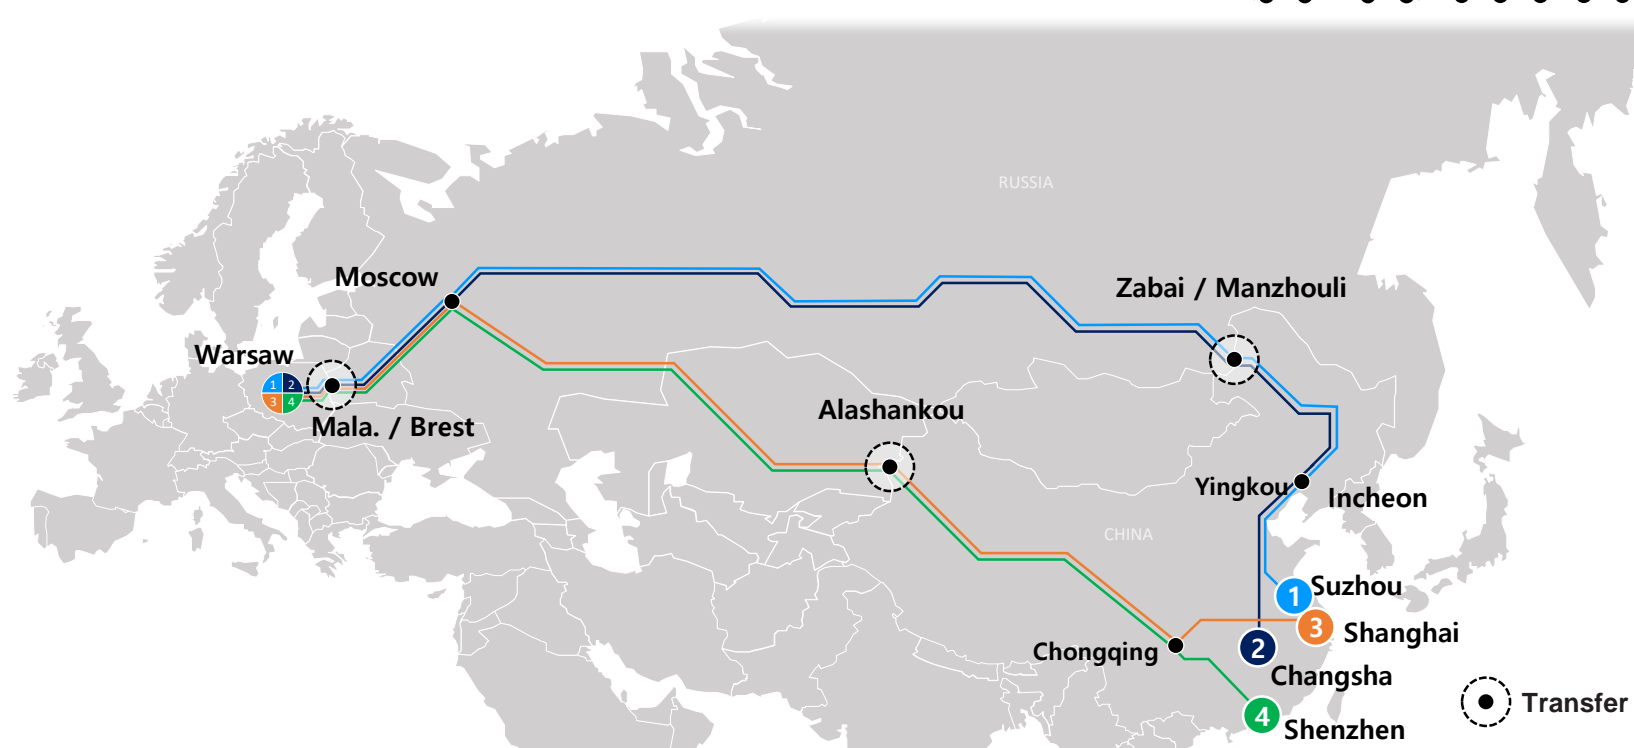 RUSSIA
Moscow
Zabai / Manzhouli
Warsaw
1 2
3 4
Mala. / Brest
Alashankou
Yingkou
Incheon
CHINA
1 Suzhou
3 Shanghai
2
Changsha
Chongqing
4 Shenzhen
Transfer